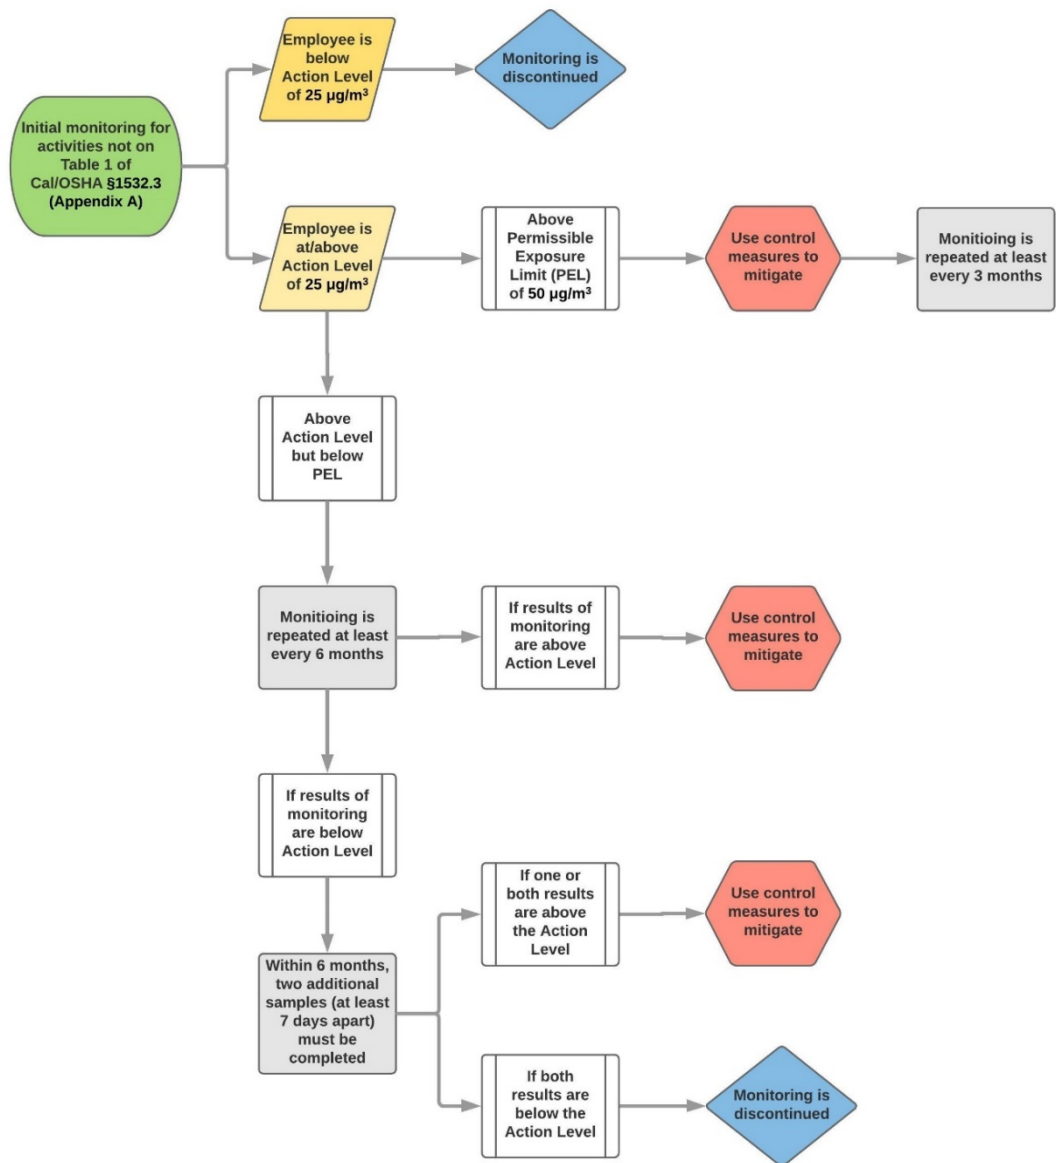 Employee is
below
Action Level
of 25 µg/m³
Monitoring is
discontinued
Initial monitoring for
activities not on
Table 1 of
Cal/OSHA §1532.3
(Appendix A)
Employee is
at/above
Action Level
of 25 µg/m³
Above
Permissible
Exposure
Limit (PEL)
of 50 µg/m³
Use control
measures to
mitigate
Monitioing is
repeated at least
every 3 months
Above
Action Level
but below
PEL
Monitioing is
repeated at least
every 6 months
If results of
monitoring
are above
Action Level
Use control
measures to
mitigate
If results of
monitoring
are below
Action Level
If one or
both results
are above
the Action
Level
Use control
measures to
mitigate
Within 6 months,
two additional
samples (at least
7 days apart)
must be
completed
If both
results are
below the
Action Level
Monitoring is
discontinued